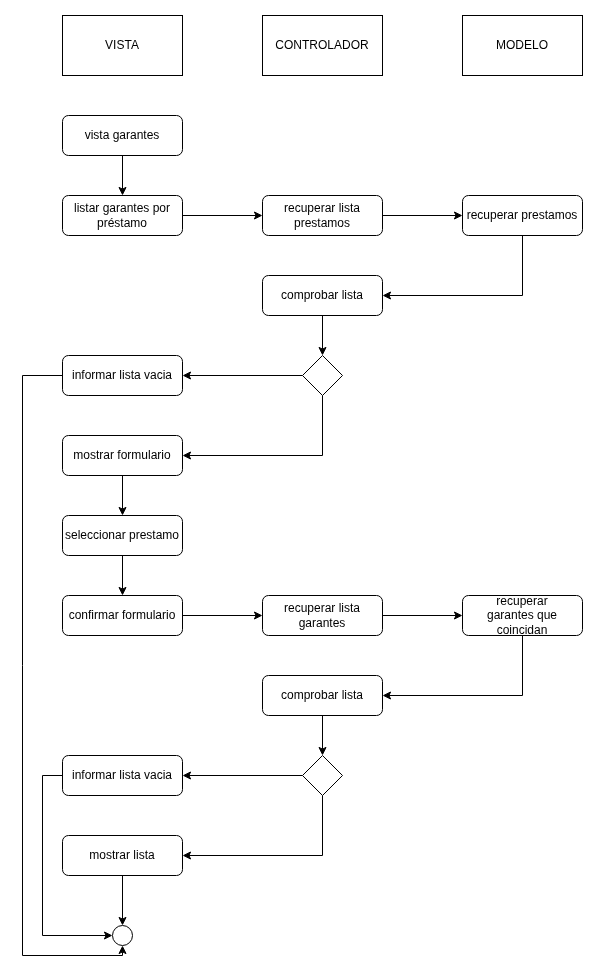 VISTA
CONTROLADOR
MODELO
vista garantes
listar garantes por
préstamo
recuperar lista
prestamos
recuperar prestamos
comprobar lista
informar lista vacia
mostrar formulario
seleccionar prestamo
confirmar formulario
recuperar lista
garantes
recuperar
garantes que
coincidan
comprobar lista
informar lista vacia
mostrar lista